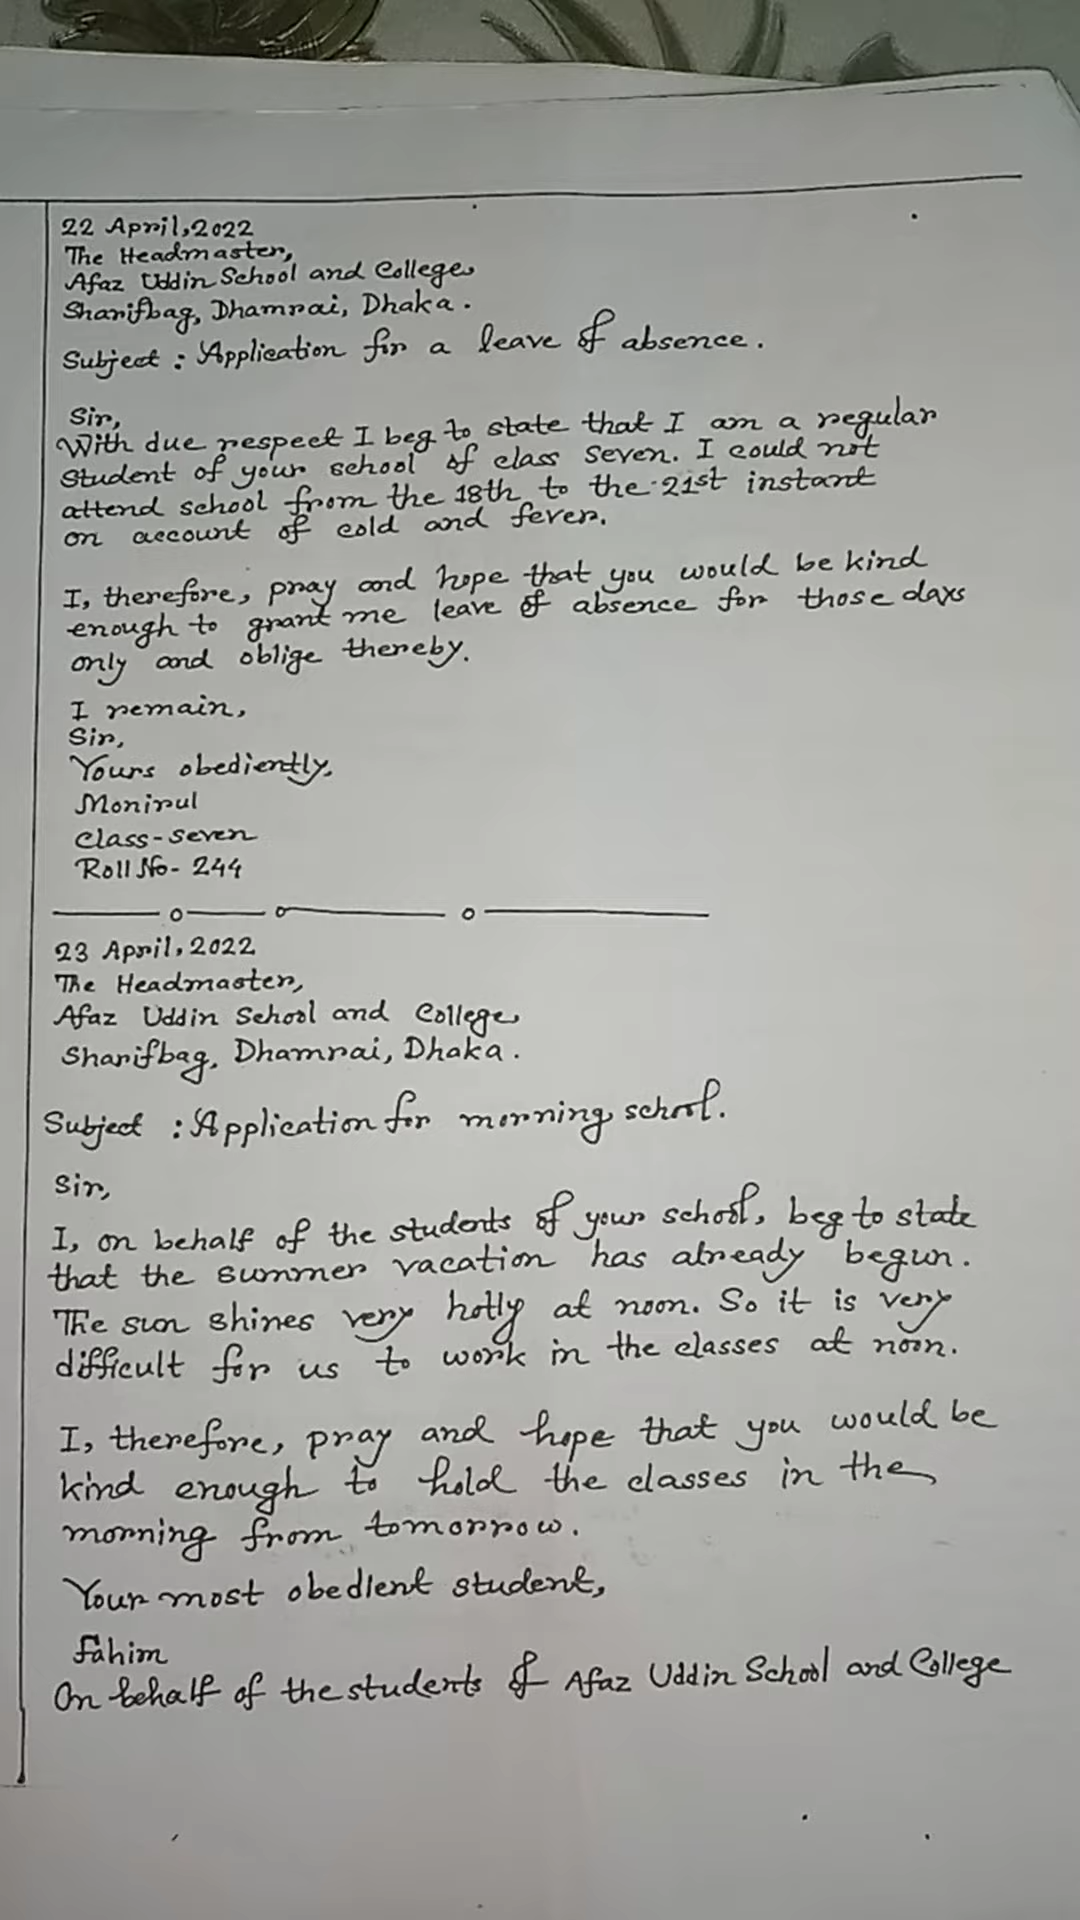 22 April, 2022
The Headmaster,
Afaz Uddin School and College,
Sharifbag, Dhamrai, Dhaka.
Subject : Application for a leave of absence.
Sir,
With due respect I beg to state that I am a regular
student of your school of class seven. I could not
attend school from the 18th to the 21st instant
on account of cold and fever.
I, therefore, pray and hope that you would be kind
enough to grant me leave of absence for those days
only and oblige thereby.
I remain,
Sir,
Yours obediently,
Monirul
Class-seven
Roll No- 244
23 April, 2022
The Headmaster,
Afaz Uddin School and College,
Sharifbag, Dhamrai, Dhaka.
Subject : Application for morning school.
Sir,
I, on behalf of the students of your school, beg to state
that the summer vacation has already begun.
The sun shines very hotly at noon. So it is very
difficult for us to work in the classes at noon.
I, therefore, pray and hope that you would be
kind enough to hold the classes in the
morning from tomorrow.
Your most obedient student,
Fahim
On behalf of the students of Afaz Uddin School and College